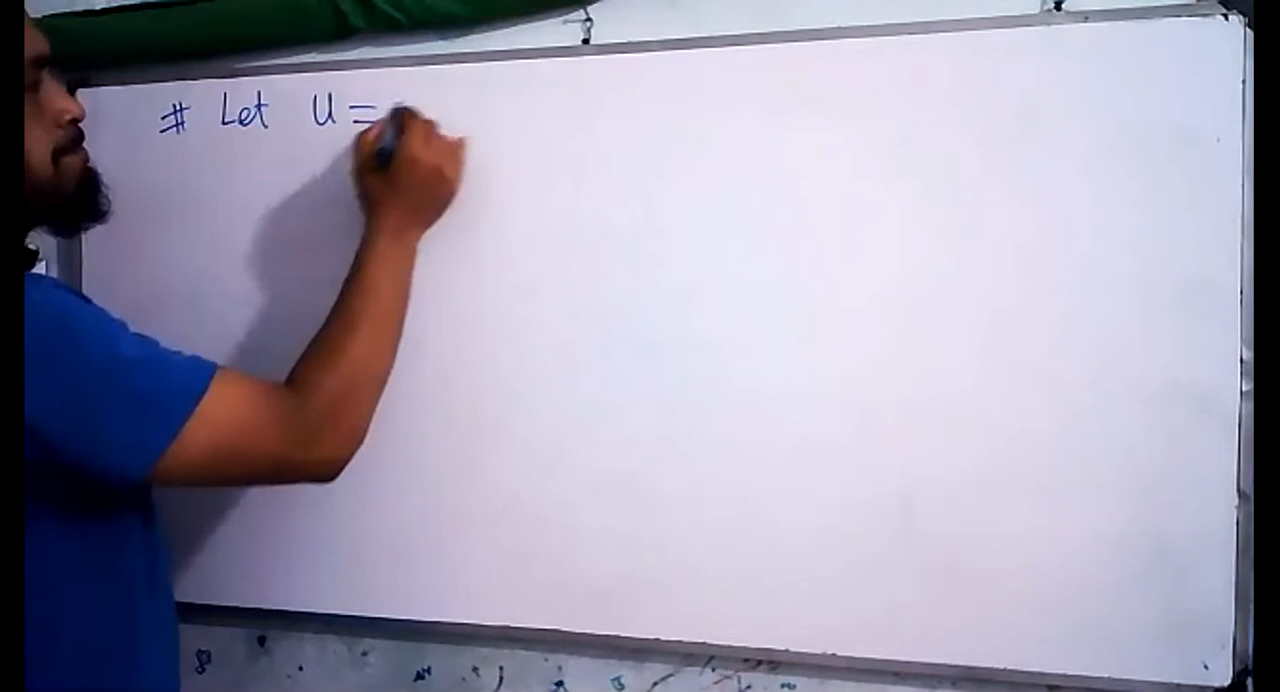 # Let U =